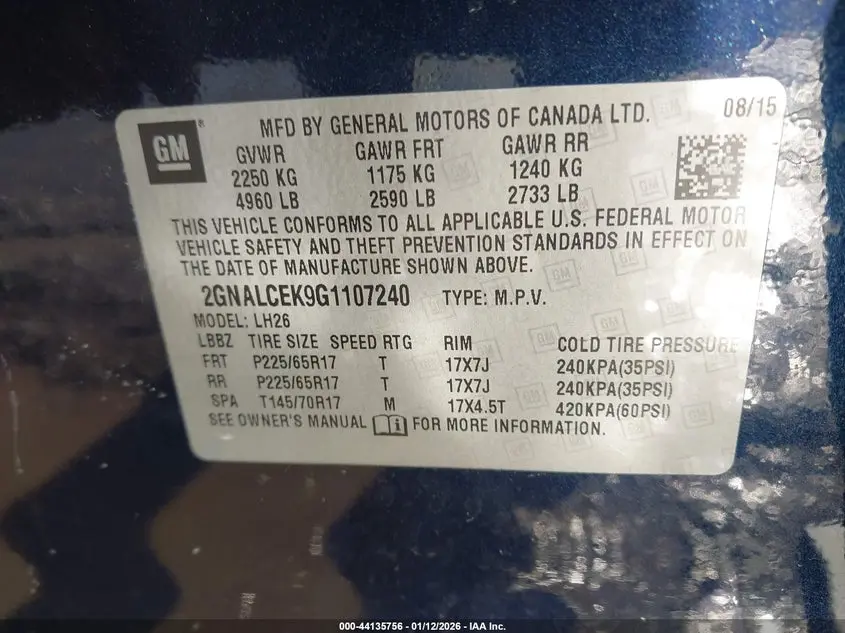 GM®
MFD BY GENERAL MOTORS OF CANADA LTD. 08/15
GVWR GAWR FRT GAWR RR
2250 KG 1175 KG 1240 KG
4960 LB 2590 LB 2733 LB
THIS VEHICLE CONFORMS TO ALL APPLICABLE U.S. FEDERAL MOTOR
VEHICLE SAFETY AND THEFT PREVENTION STANDARDS IN EFFECT ON
THE DATE OF MANUFACTURE SHOWN ABOVE.
2GNALCEK9G1107240 TYPE: M.P.V.
MODEL: LH26
LBBZ TIRE SIZE SPEED RTG RIM COLD TIRE PRESSURE
FRT P225/65R17 T 17X7J 240KPA(35PSI)
RR P225/65R17 T 17X7J 240KPA(35PSI)
SPA T145/70R17 M 17X4.5T 420KPA(60PSI)
SEE OWNER'S MANUAL i FOR MORE INFORMATION.
000-44135756 - 01/12/2026 - IAA Inc.